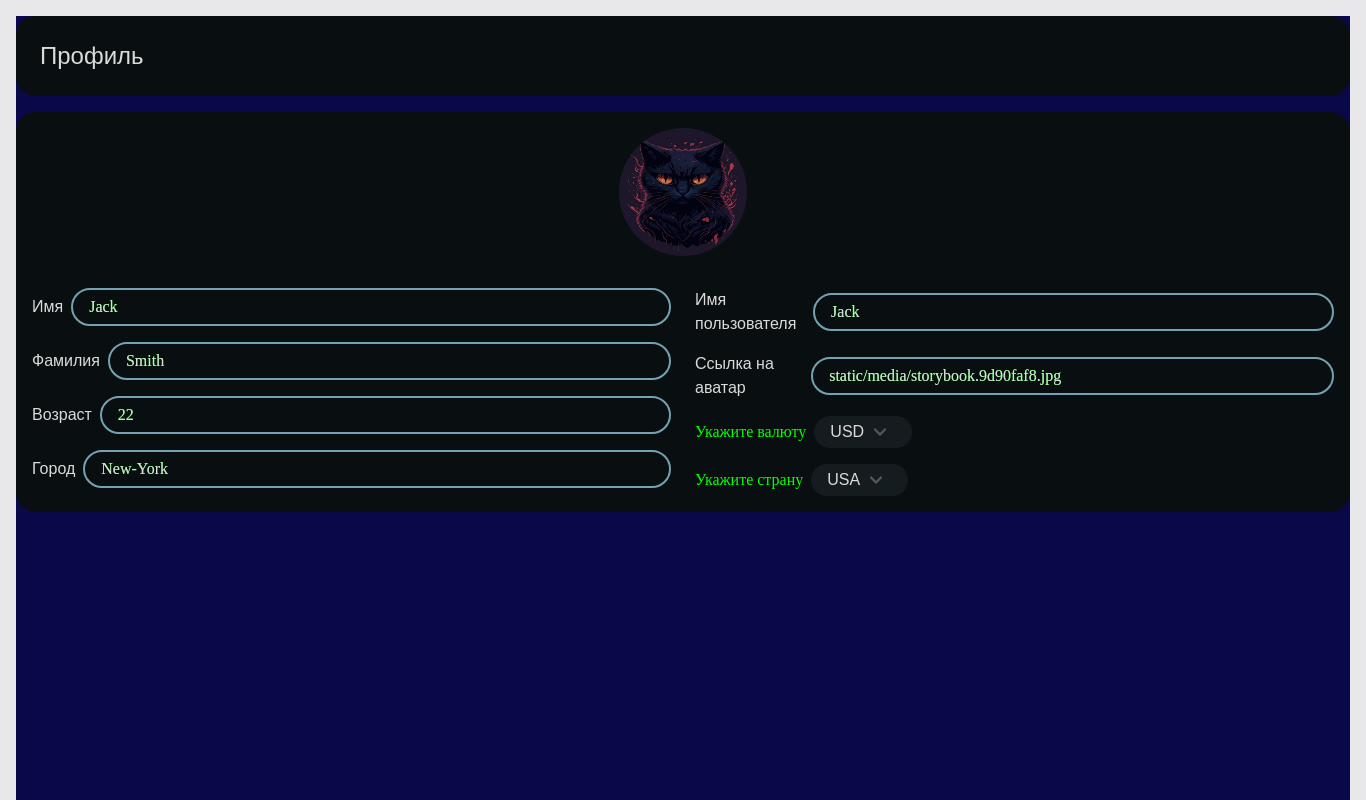 Профиль
Имя
Jack
Фамилия
Smith
Возраст
22
Город
New-York
Имя
пользователя
Jack
Ссылка на
аватар
static/media/storybook.9d90faf8.jpg
Укажите валюту
USD
Укажите страну
USA